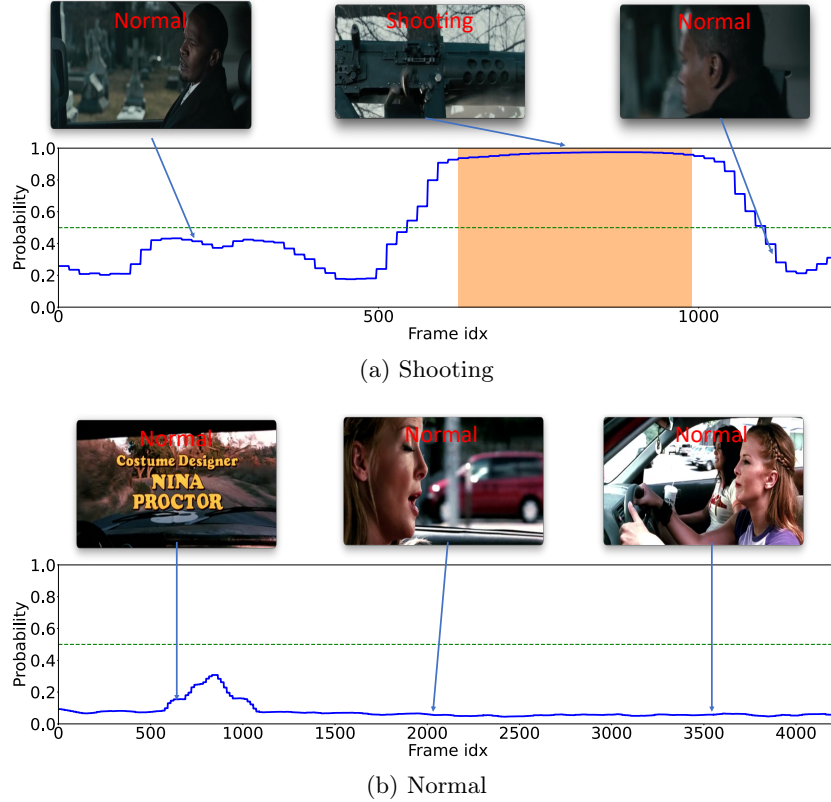 Normal
Shooting
Normal
Probability
1.0
0.8
0.6
0.4
0.2
0.0
0
500
1000
Frame idx
(a) Shooting
Normal
Costume Designer
NINA
PROCTOR
Normal
Normal
Probability
1.0
0.8
0.6
0.4
0.2
0.0
0
500
1000
1500
2000
2500
3000
3500
4000
Frame idx
(b) Normal